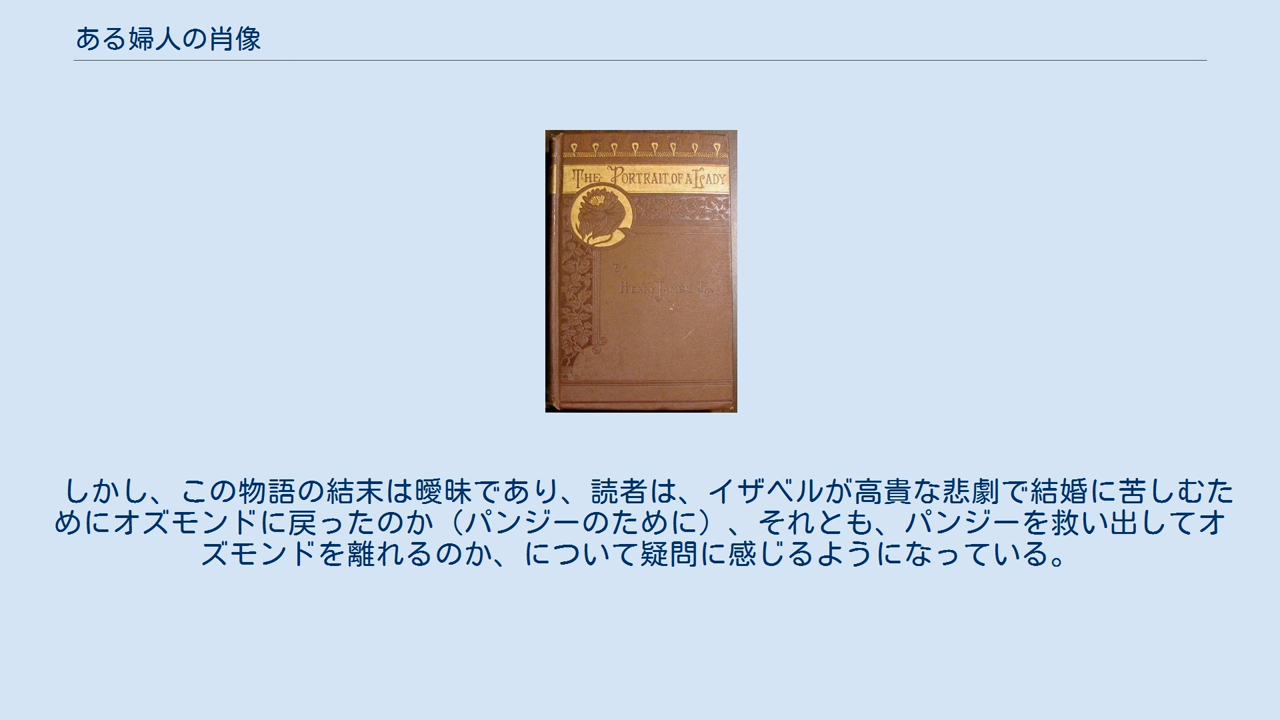 ある婦人の肖像
THE PORTRAIT OF A LADY
しかし、この物語の結末は曖昧であり、読者は、イザベルが高貴な悲劇で結婚に苦しむた
めにオズモンドに戻ったのか（パンジーのために）、それとも、パンジーを救い出してオ
ズモンドを離れるのか、について疑問に感じるようになっている。